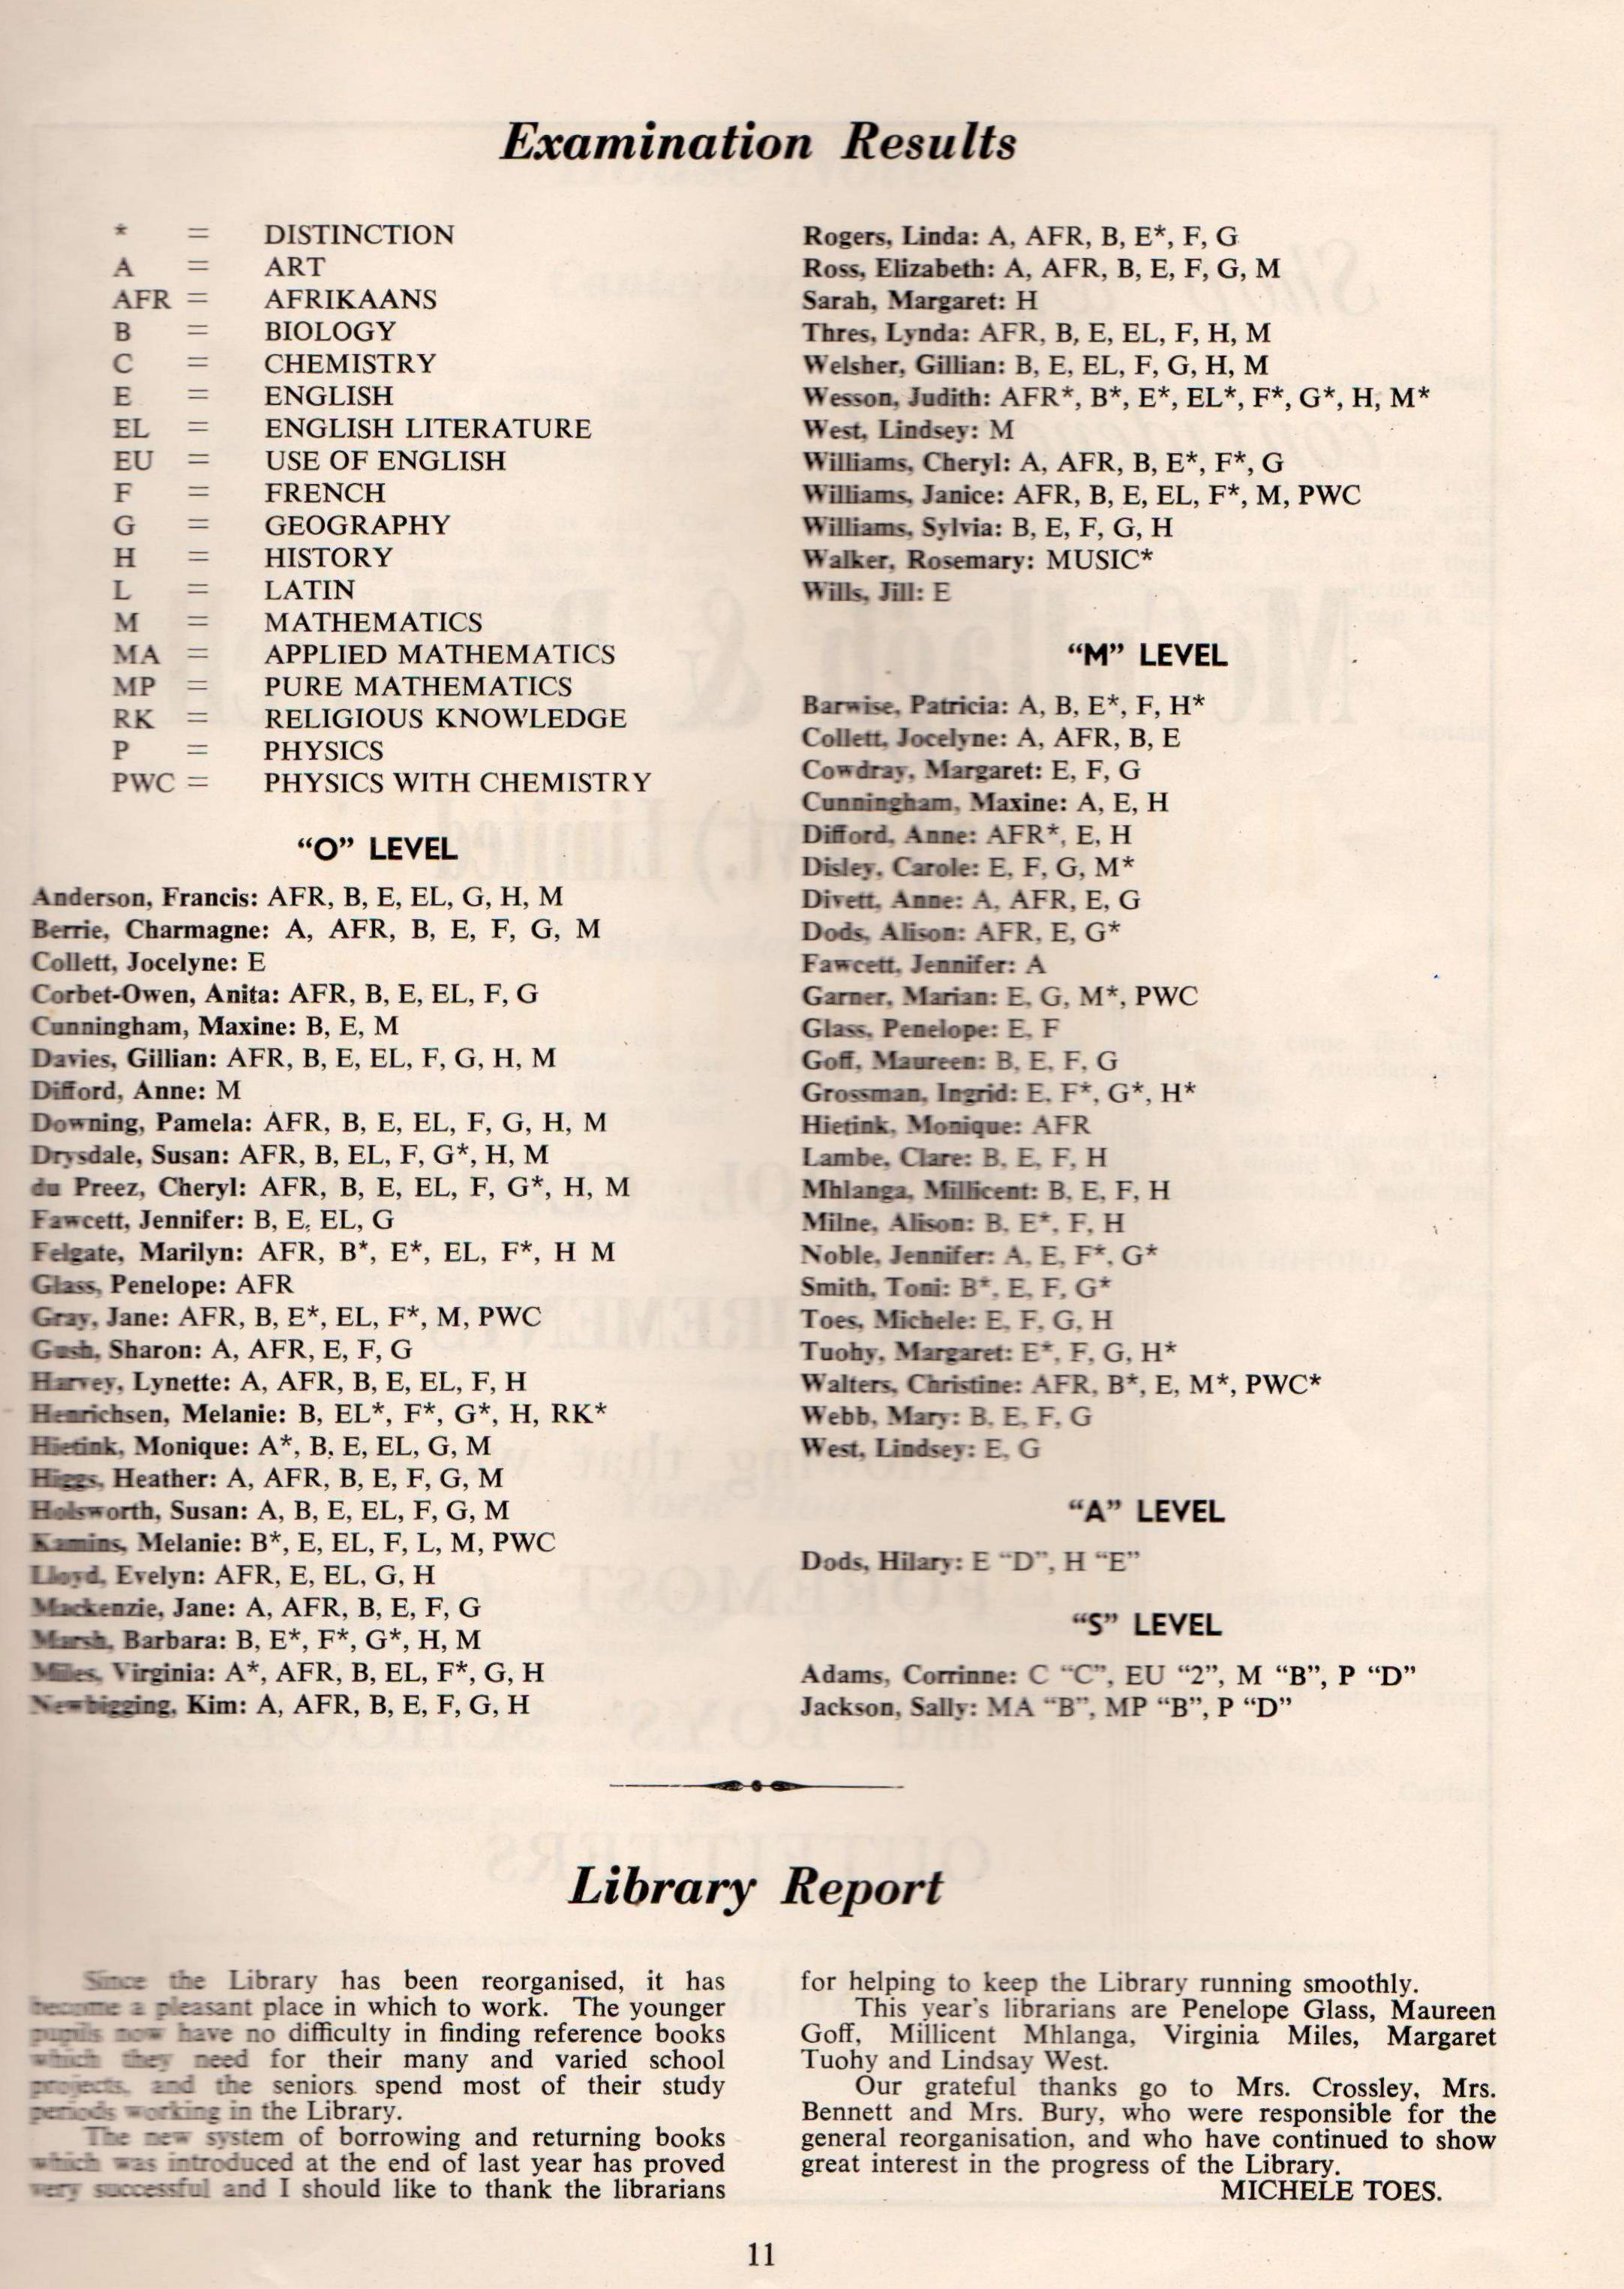 Examination Results
* = DISTINCTION
A = ART
AFR = AFRIKAANS
B = BIOLOGY
C = CHEMISTRY
E = ENGLISH
EL = ENGLISH LITERATURE
EU = USE OF ENGLISH
F = FRENCH
G = GEOGRAPHY
H = HISTORY
L = LATIN
M = MATHEMATICS
MA = APPLIED MATHEMATICS
MP = PURE MATHEMATICS
RK = RELIGIOUS KNOWLEDGE
P = PHYSICS
PWC = PHYSICS WITH CHEMISTRY
“O” LEVEL
Anderson, Francis: AFR, B, E, EL, G, H, M
Berrie, Charmagne: A, AFR, B, E, F, G, M
Collett, Jocelyne: E
Corbet-Owen, Anita: AFR, B, E, EL, F, G
Cunningham, Maxine: B, E, M
Davies, Gillian: AFR, B, E, EL, F, G, H, M
Difford, Anne: M
Downing, Pamela: AFR, B, E, EL, F, G, H, M
Drysdale, Susan: AFR, B, EL, F, G*, H, M
du Preez, Cheryl: AFR, B, E, EL, F, G*, H, M
Fawcett, Jennifer: B, E, EL, G
Felgate, Marilyn: AFR, B*, E*, EL, F*, H M
Glass, Penelope: AFR
Gray, Jane: AFR, B, E*, EL, F*, M, PWC
Gash, Sharon: A, AFR, E, F, G
Harvey, Lynette: A, AFR, B, E, EL, F, H
Henrichsen, Melanie: B, EL*, F*, G*, H, RK*
Hietink, Monique: A*, B, E, EL, G, M
Higgs, Heather: A, AFR, B, E, F, G, M
Holsworth, Susan: A, B, E, EL, F, G, M
Kamins, Melanie: B*, E, EL, F, L, M, PWC
Lloyd, Evelyn: AFR, E, EL, G, H
Mackenzie, Jane: A, AFR, B, E, F, G
Marsh, Barbara: B, E*, F*, G*, H, M
Miles, Virginia: A*, AFR, B, EL, F*, G, H
Newbigging, Kim: A, AFR, B, E, F, G, H
Rogers, Linda: A, AFR, B, E*, F, G
Ross, Elizabeth: A, AFR, B, E, F, G, M
Sarah, Margaret: H
Thres, Lynda: AFR, B, E, EL, F, H, M
Welsher, Gillian: B, E, EL, F, G, H, M
Wesson, Judith: AFR*, B*, E*, EL*, F*, G*, H, M*
West, Lindsey: M
Williams, Cheryl: A, AFR, B, E*, F*, G
Williams, Janice: AFR, B, E, EL, F*, M, PWC
Williams, Sylvia: B, E, F, G, H
Walker, Rosemary: MUSIC*
Wills, Jill: E
“M” LEVEL
Barwise, Patricia: A, B, E*, F, H*
Collett, Jocelyne: A, AFR, B, E
Cowdray, Margaret: E, F, G
Cunningham, Maxine: A, E, H
Difford, Anne: AFR*, E, H
Disley, Carole: E, F, G, M*
Divett, Anne: A, AFR, E, G
Dods, Alison: AFR, E, G*
Fawcett, Jennifer: A
Garner, Marian: E, G, M*, PWC
Glass, Penelope: E, F
Goff, Maureen: B, E, F, G
Grossman, Ingrid: E, F*, G*, H*
Hietink, Monique: AFR
Lambe, Clare: B, E, F, H
Mhlanga, Millicent: B, E, F, H
Milne, Alison: B, E*, F, H
Noble, Jennifer: A, E, F*, G*
Smith, Toni: B*, E, F, G*
Toes, Michele: E, F, G, H
Tuohy, Margaret: E*, F, G, H*
Walters, Christine: AFR, B*, E, M*, PWC*
Webb, Mary: B, E, F, G
West, Lindsey: E, G
“A” LEVEL
Dods, Hilary: E “D”, H “E”
“S” LEVEL
Adams, Corrinne: C “C”, EU “2”, M “B”, P “D”
Jackson, Sally: MA “B”, MP “B”, P “D”
Library Report
Since the Library has been reorganised, it has
become a pleasant place in which to work. The younger
pupils now have no difficulty in finding reference books
which they need for their many and varied school
projects, and the seniors spend most of their study
periods working in the Library.
The new system of borrowing and returning books
which was introduced at the end of last year has proved
very successful and I should like to thank the librarians
for helping to keep the Library running smoothly.
This year's librarians are Penelope Glass, Maureen
Goff, Millicent Mhlanga, Virginia Miles, Margaret
Tuohy and Lindsay West.
Our grateful thanks go to Mrs. Crossley, Mrs.
Bennett and Mrs. Bury, who were responsible for the
general reorganisation, and who have continued to show
great interest in the progress of the Library.
MICHELE TOES.
11